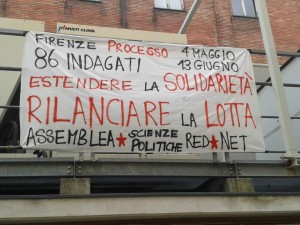 FIRENZE PROCESSO 4 MAGGIO
86 INDAGATI 13 GIUGNO
ESTENDERE LA SOLIDARIETÀ
RILANCIARE LA LOTTA
ASSEMBLEA★SCIENZE POLITICHE RED★NET